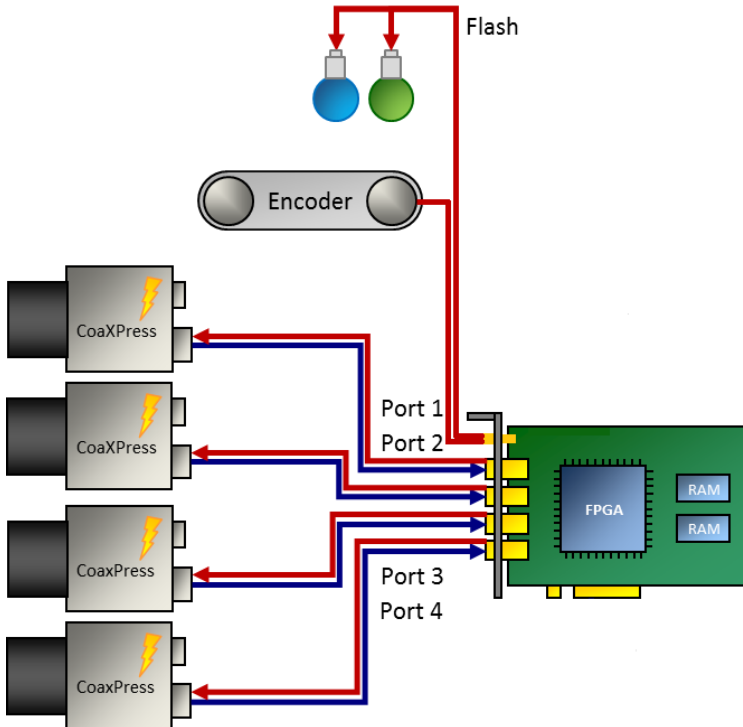 Flash
Encoder
CoaXPress
Port 1
CoaXPress
Port 2
RAM
FPGA
RAM
CoaxPress
Port 3
Port 4
CoaxPress